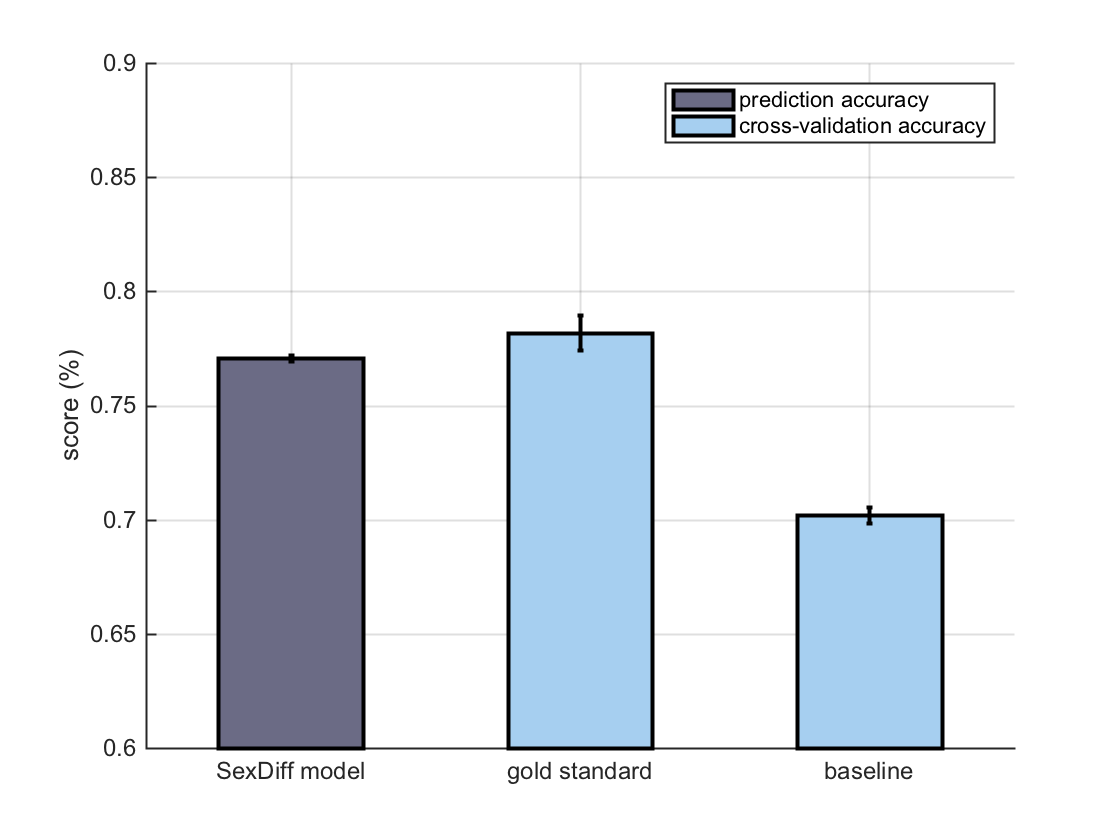 0.9
prediction accuracy
cross-validation accuracy
0.85
0.8
score (%)
0.75
0.7
0.65
0.6
SexDiff model
gold standard
baseline